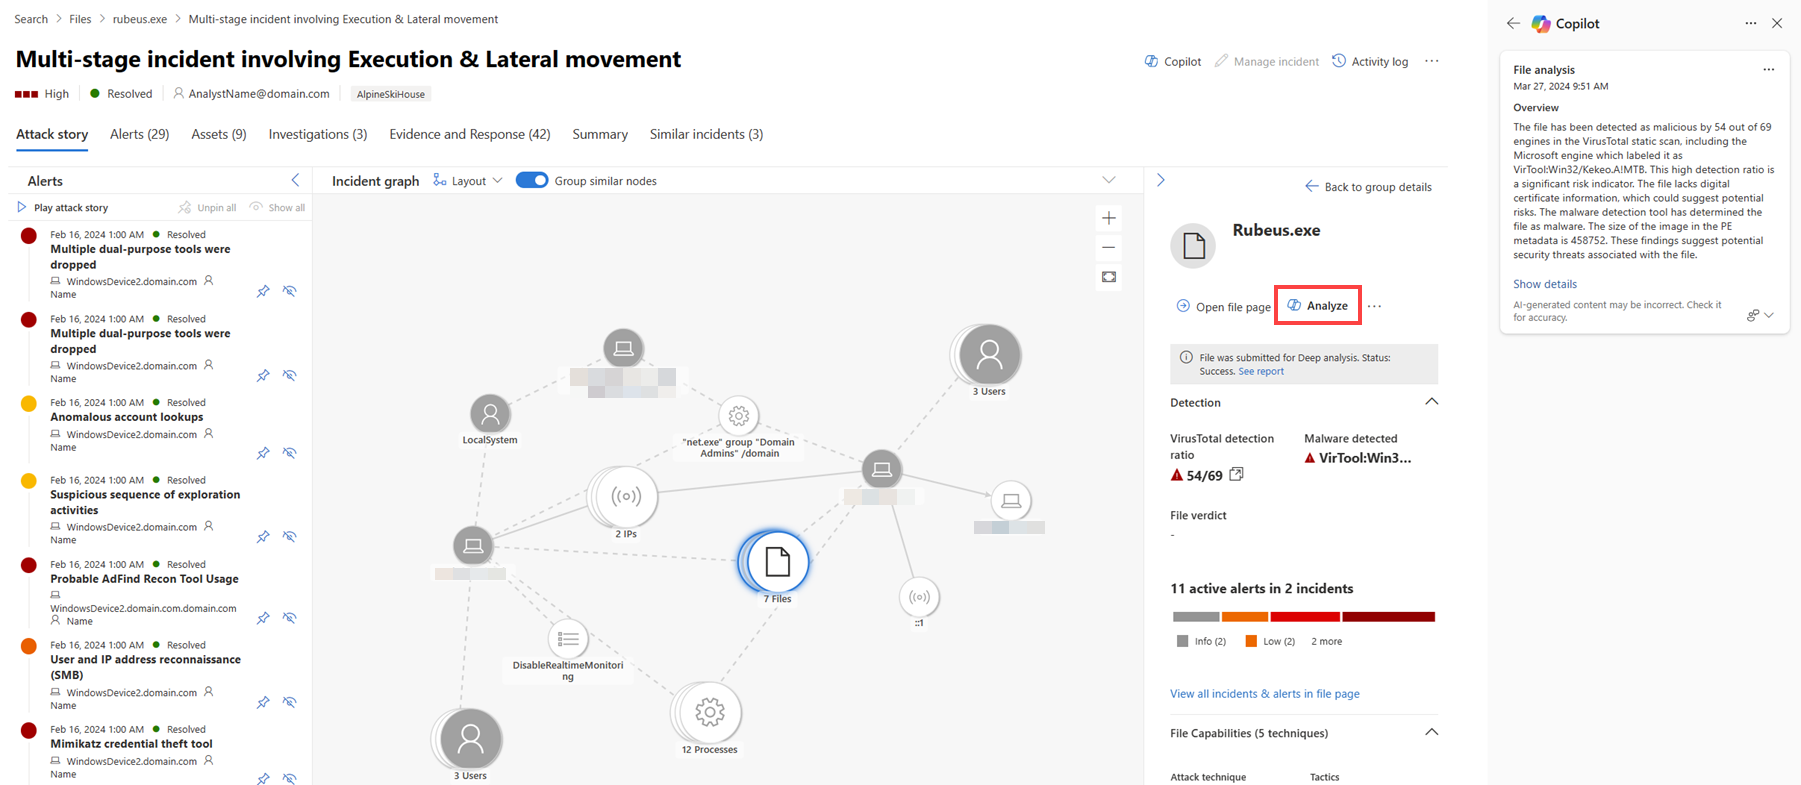 Search > Files > rubeus.exe > Multi-stage incident involving Execution & Lateral movement
Multi-stage incident involving Execution & Lateral movement
Copilot Manage incident Activity log ...
High Resolved AnalystName@domain.com AlpineSkiHouse
Attack story Alerts (29) Assets (9) Investigations (3) Evidence and Response (42) Summary Similar incidents (3)
Alerts
Play attack story Unpin all Show all
Feb 16, 2024 1:00 AM Resolved
Multiple dual-purpose tools were
dropped
WindowsDevice2.domain.com
Name
Feb 16, 2024 1:00 AM Resolved
Multiple dual-purpose tools were
dropped
WindowsDevice2.domain.com
Name
Feb 16, 2024 1:00 AM Resolved
Anomalous account lookups
WindowsDevice2.domain.com
Name
Feb 16, 2024 1:00 AM Resolved
Suspicious sequence of exploration
activities
WindowsDevice2.domain.com
Name
Feb 16, 2024 1:00 AM Resolved
Probable AdFind Recon Tool Usage
WindowsDevice2.domain.com.domain.com
Name
Feb 16, 2024 1:00 AM Resolved
User and IP address reconnaissance
(SMB)
WindowsDevice2.domain.com
Name
Feb 16, 2024 1:00 AM Resolved
Mimikatz credential theft tool
WindowsDevice2.domain.com
Name
Incident graph Layout Group similar nodes
3 Users
LocalSystem
"net.exe" group "Domain
Admins" /domain
2 IPs
7 Files
::1
DisableRealtimeMonitori
ng
12 Processes
3 Users
Back to group details
Rubeus.exe
Open file page Analyze ...
File was submitted for Deep analysis. Status:
Success. See report
Detection
VirusTotal detection
ratio
54/69
Malware detected
VirTool:Win3...
File verdict
-
11 active alerts in 2 incidents
Info (2) Low (2) 2 more
View all incidents & alerts in file page
File Capabilities (5 techniques)
Attack technique Tactics
Copilot ...
File analysis ...
Mar 27, 2024 9:51 AM
Overview
The file has been detected as malicious by 54 out of 69
engines in the VirusTotal static scan, including the
Microsoft engine which labeled it as
VirTool:Win32/Kekeo.A!MTB. This high detection ratio is
a significant risk indicator. The file lacks digital
certificate information, which could suggest potential
risks. The malware detection tool has determined the
file as malware. The size of the image in the PE
metadata is 458752. These findings suggest potential
security threats associated with the file.
Show details
AI-generated content may be incorrect. Check it
for accuracy.